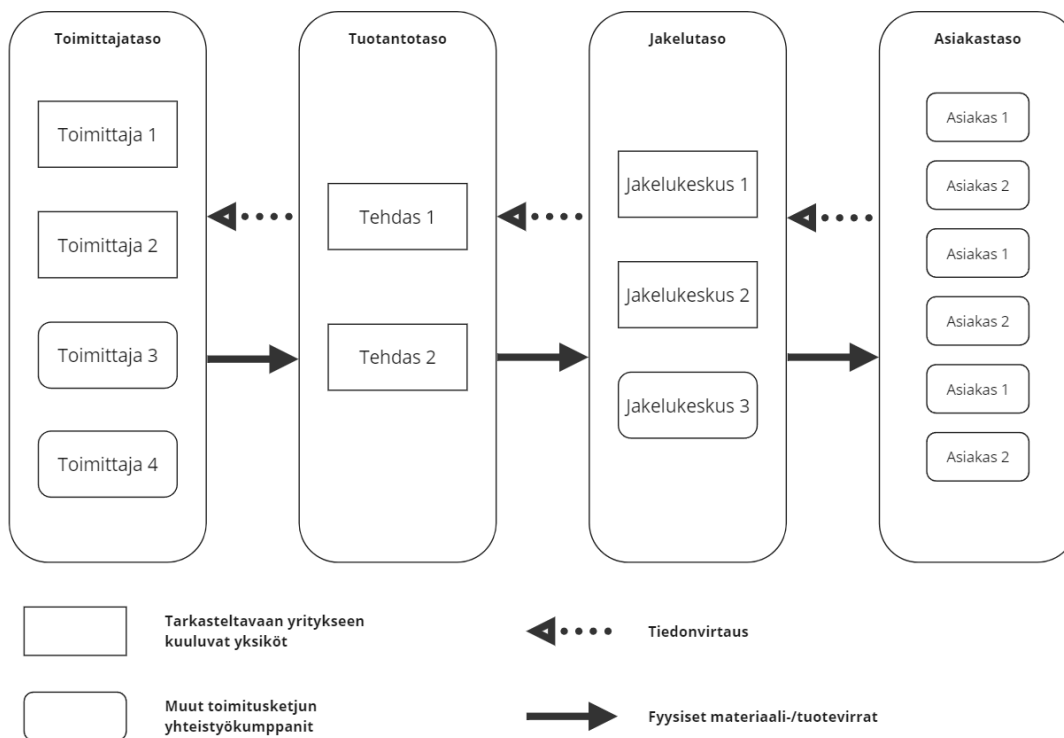 Toimittajataso
Toimittaja 1
Toimittaja 2
Toimittaja 3
Toimittaja 4
Tuotantotaso
Tehdas 1
Tehdas 2
Jakelutaso
Jakelukeskus 1
Jakelukeskus 2
Jakelukeskus 3
Asiakastaso
Asiakas 1
Asiakas 2
Asiakas 1
Asiakas 2
Asiakas 1
Asiakas 2
Tarkasteltavaan yritykseen
kuuluvat yksiköt
Tiedonvirtaus
Muut toimitusketjun
yhteistyökumppanit
Fyysiset materiaali-/tuotevirrat